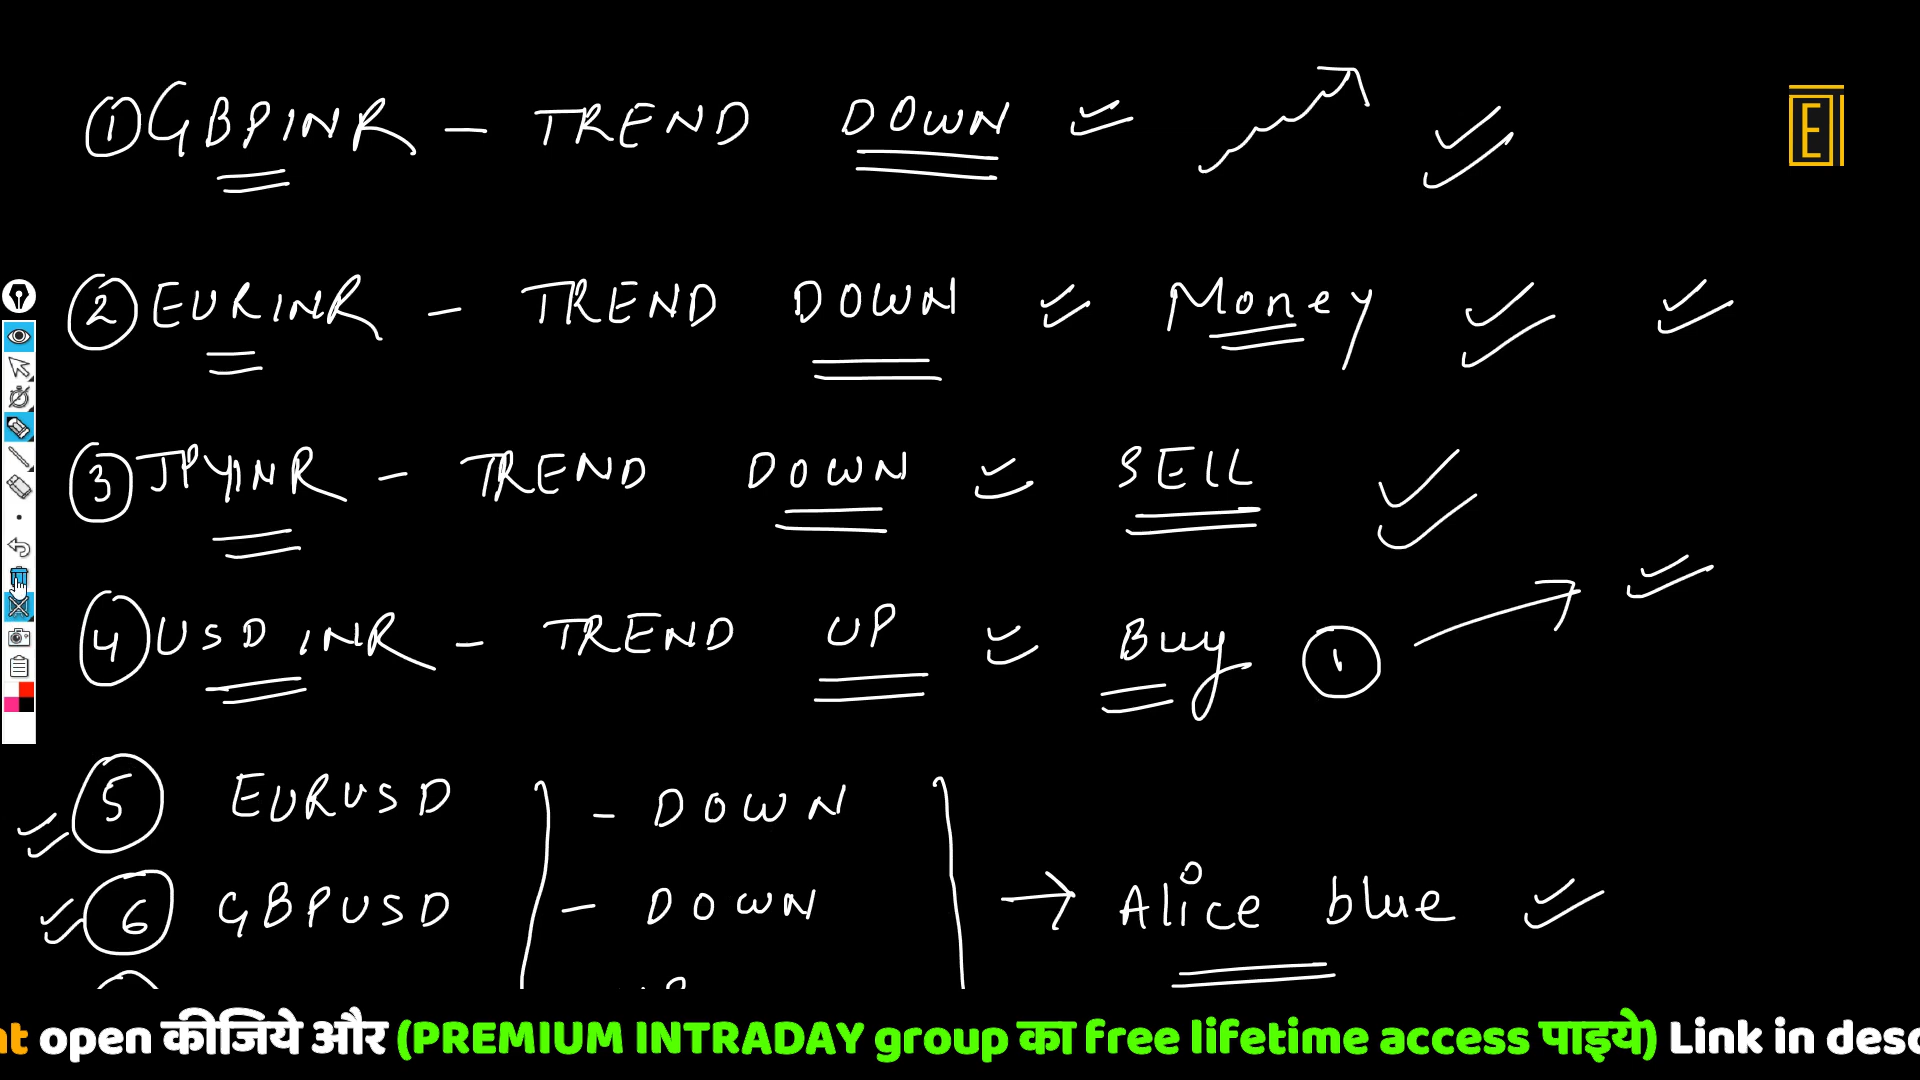 ① GBPINR - TREND DOWN
② EURINR - TREND DOWN Money
③ JPYINR - TREND DOWN SELL
④ USDINR - TREND UP Buy ①
⑤ EURUSD - DOWN
⑥ GBPUSD - DOWN → Alice blue
open कीजिये और (PREMIUM INTRADAY group का free lifetime access पाइये) Link in desc
E